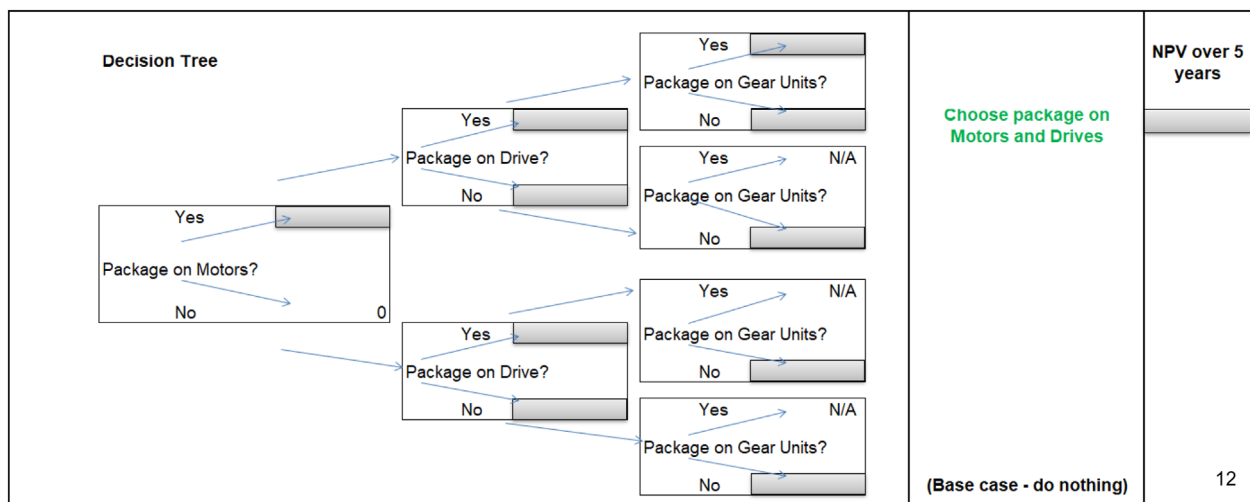 Decision Tree
Yes
Package on Motors?
No 0
Yes
Package on Drive?
No
Yes
Package on Drive?
No
Yes
Package on Gear Units?
No
Yes N/A
Package on Gear Units?
No
Yes N/A
Package on Gear Units?
No
Yes N/A
Package on Gear Units?
No
Choose package on
Motors and Drives
(Base case - do nothing)
NPV over 5
years
12